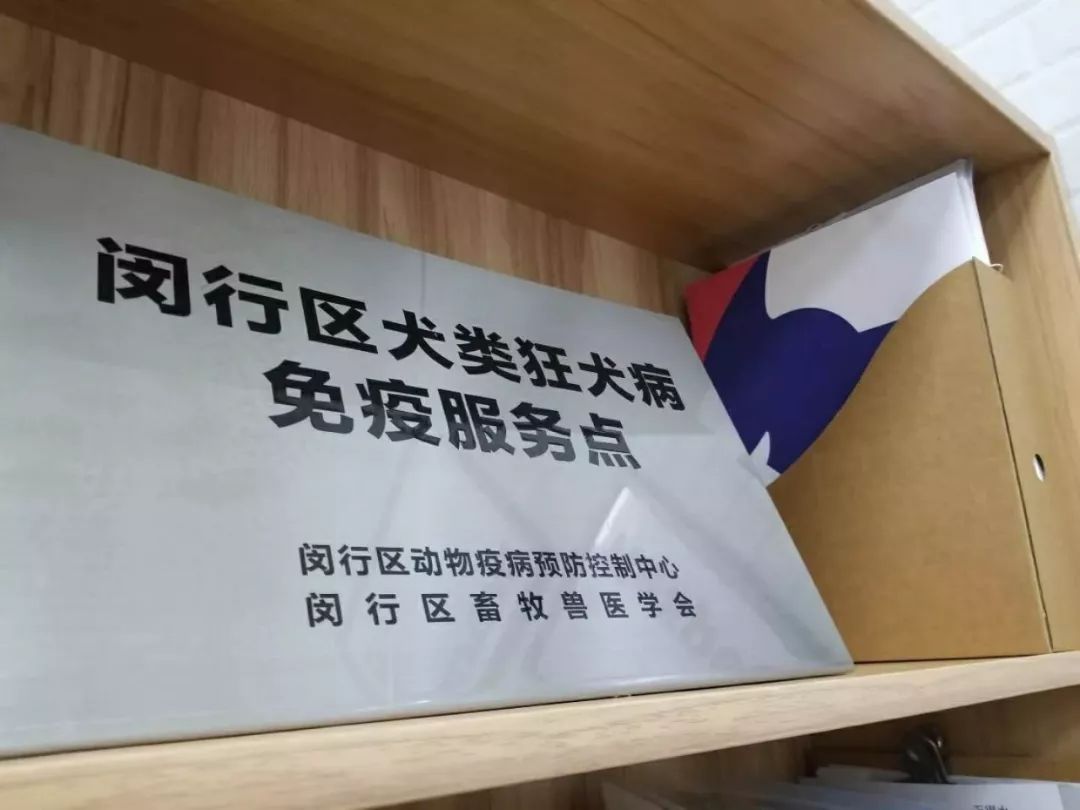 闵行区犬类狂犬病
免疫服务点
闵行区动物疫病预防控制中心
闵行区畜牧兽医学会